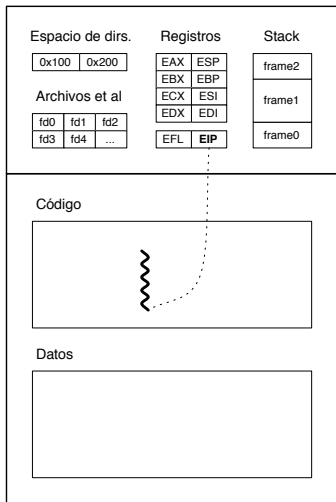 Espacio de dirs. Registros Stack
0x100 0x200
EAX ESP
EBX EBP
ECX ESI
EDX EDI
EFL EIP
frame2
frame1
frame0
Archivos et al
fd0 fd1 fd2
fd3 fd4 ...
Código
Datos